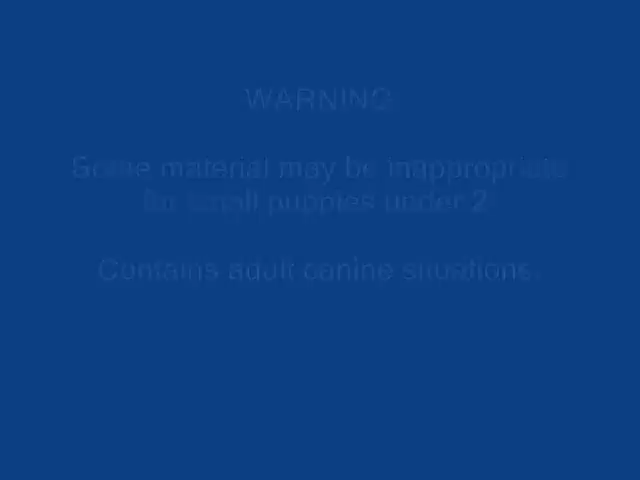 WARNING
Some material may be inappropriate
for small puppies under 2
Contains adult canine situations.